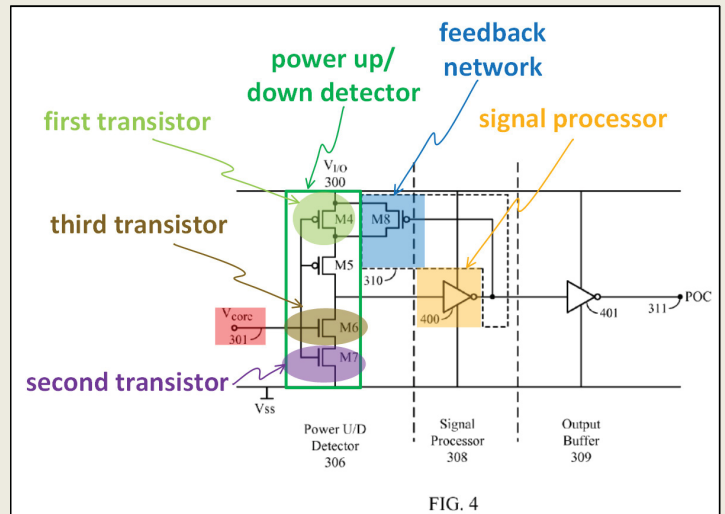 feedback
network
power up/
down detector
first transistor
signal processor
V_I/O
300
third transistor
M4
M8
M5
310
POC
V_core
301
400
401
311
M6
M7
second transistor
Vss
Power U/D
Detector
306
Signal
Processor
308
Output
Buffer
309
FIG. 4